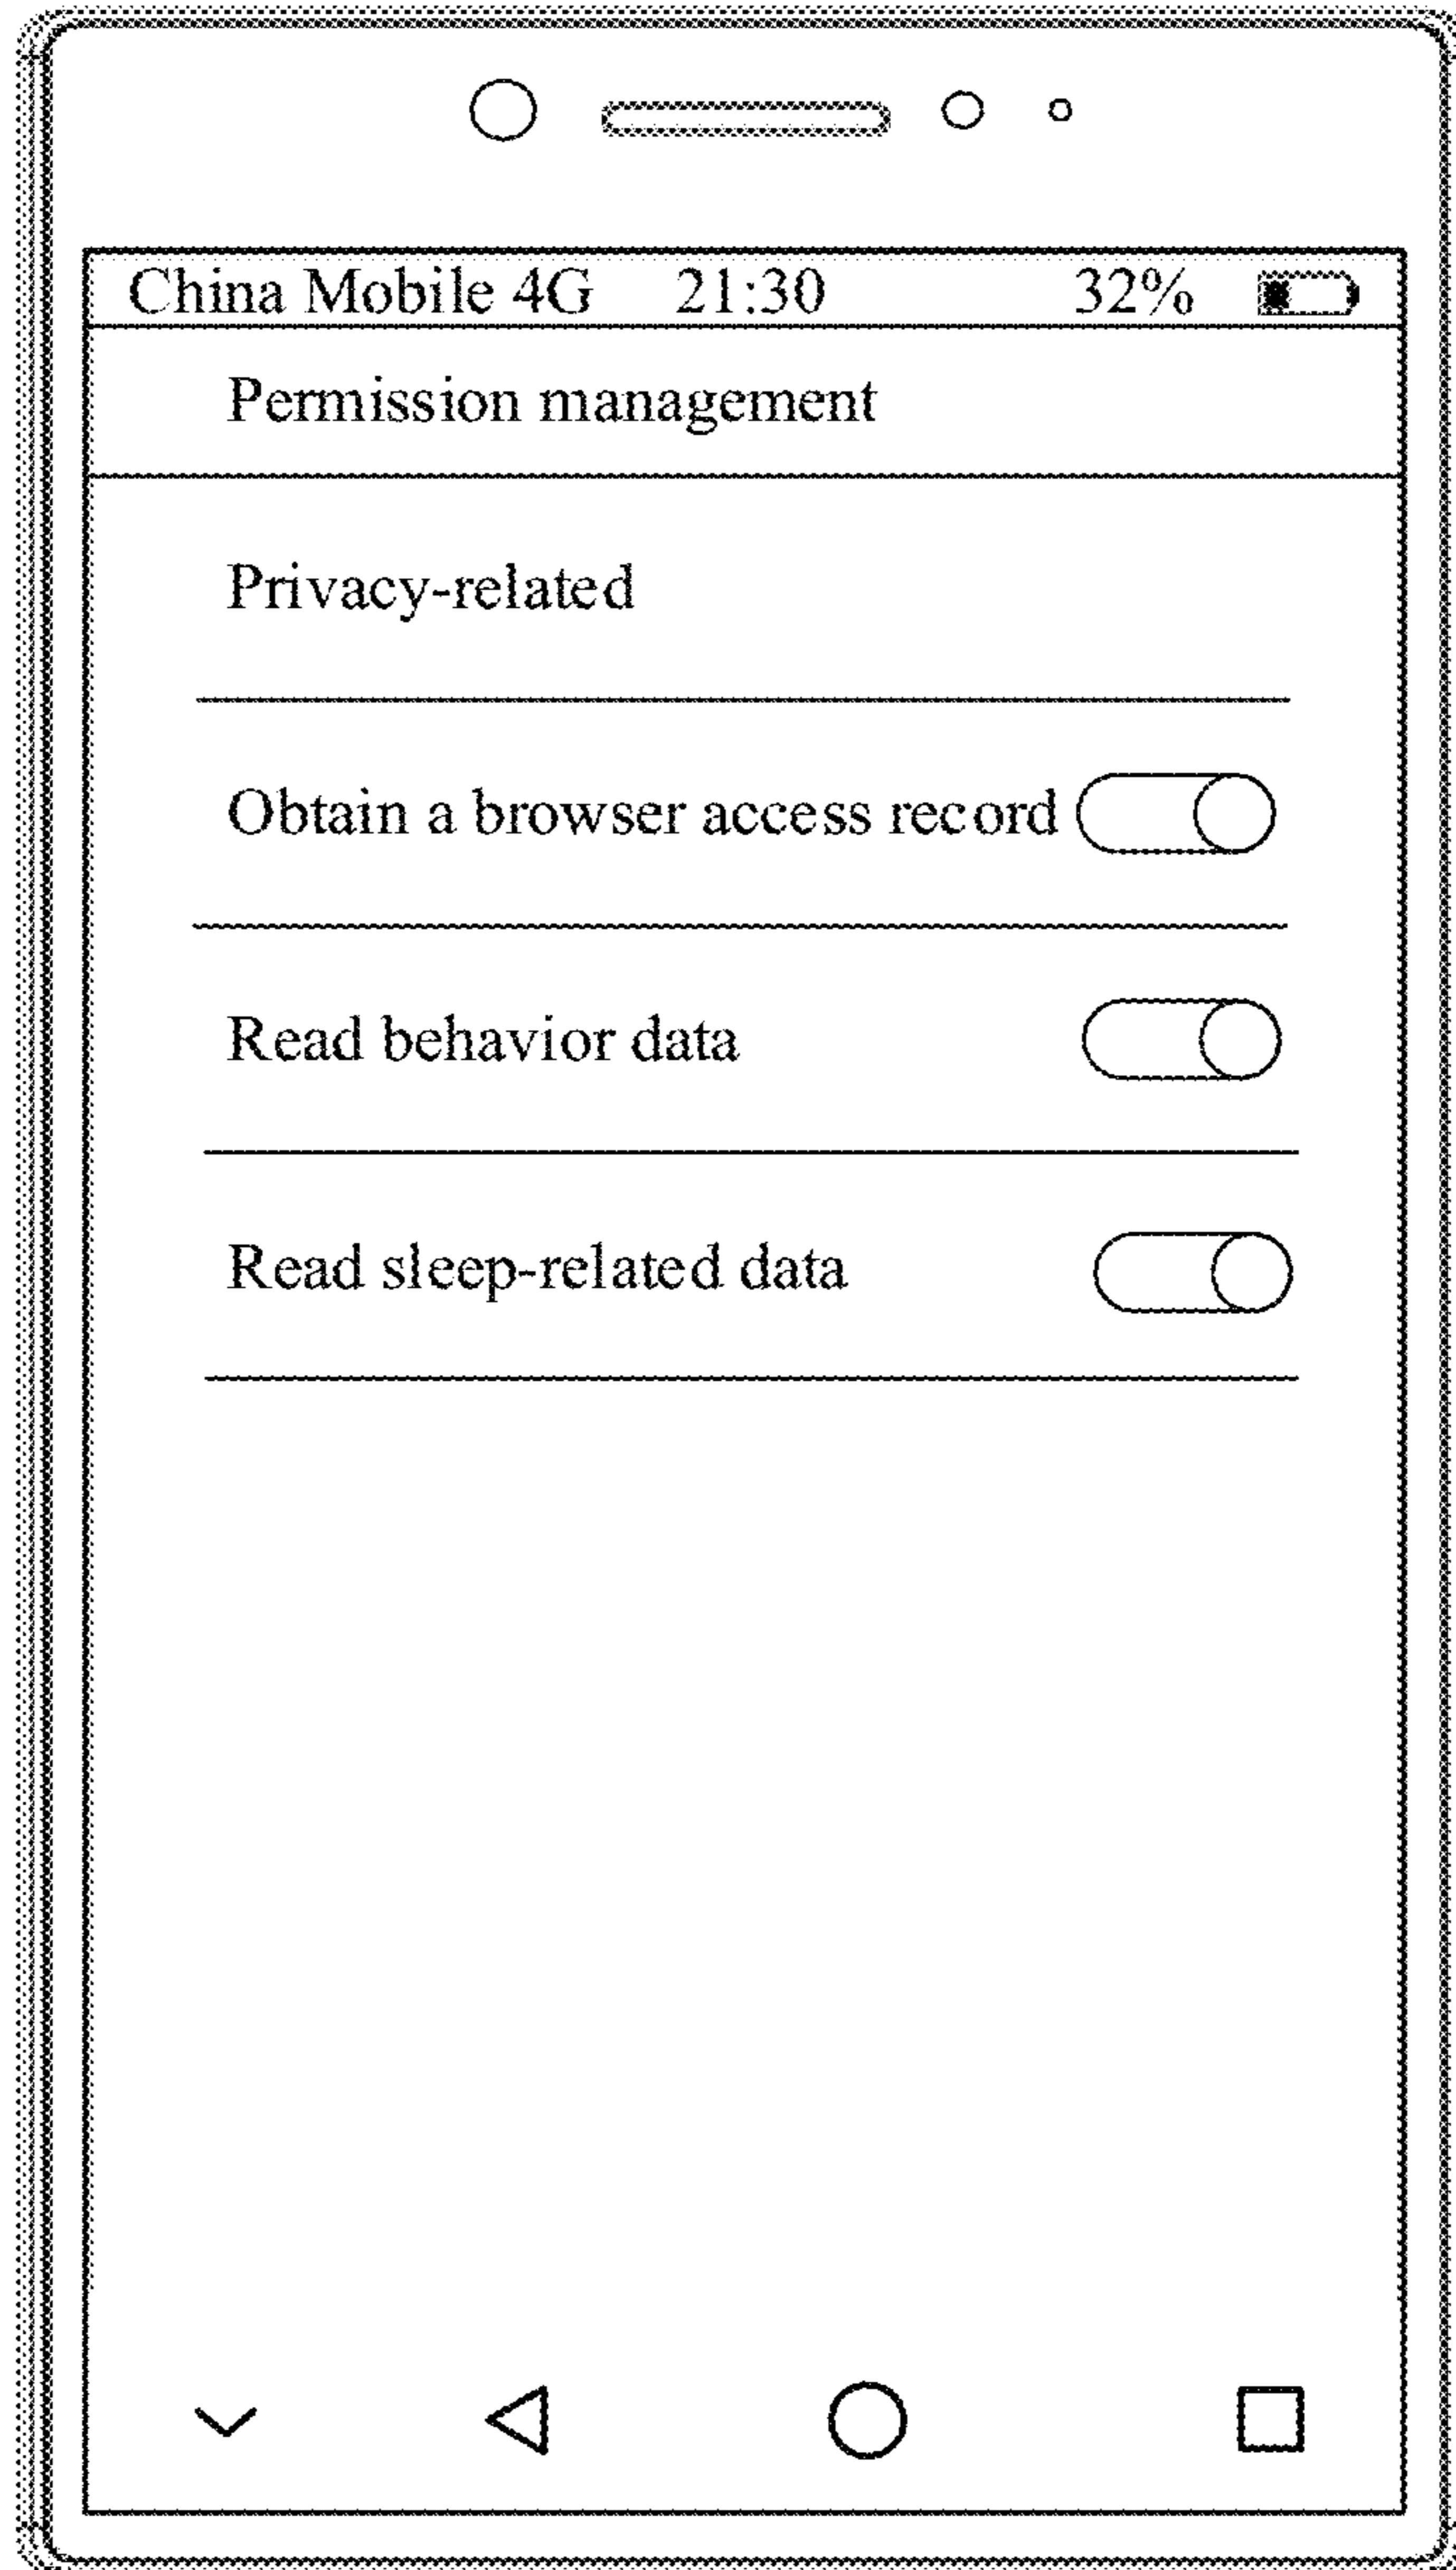 China Mobile 4G 21:30 32%
Permission management
Privacy-related
Obtain a browser access record
Read behavior data
Read sleep-related data